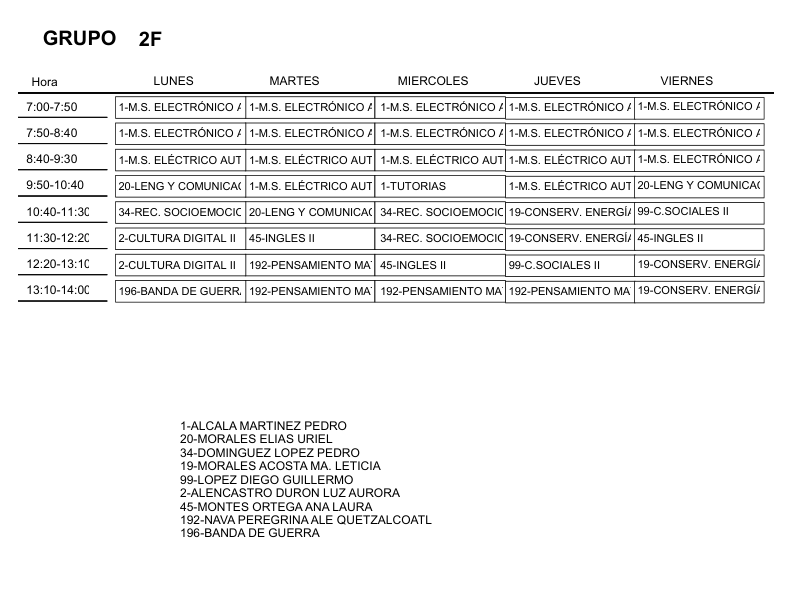 GRUPO 2F
Hora LUNES MARTES MIERCOLES JUEVES VIERNES
7:00-7:50 1-M.S. ELECTRÓNICO 1-M.S. ELECTRÓNICO 1-M.S. ELECTRÓNICO 1-M.S. ELECTRÓNICO 1-M.S. ELECTRÓNICO
7:50-8:40 1-M.S. ELECTRÓNICO 1-M.S. ELECTRÓNICO 1-M.S. ELECTRÓNICO 1-M.S. ELECTRÓNICO 1-M.S. ELECTRÓNICO
8:40-9:30 1-M.S. ELÉCTRICO AUT 1-M.S. ELÉCTRICO AUT 1-M.S. ELÉCTRICO AUT 1-M.S. ELÉCTRICO AUT 1-M.S. ELECTRÓNICO
9:50-10:40 20-LENG Y COMUNICAC 1-M.S. ELÉCTRICO AUT 1-TUTORIAS 1-M.S. ELÉCTRICO AUT 20-LENG Y COMUNICAC
10:40-11:30 34-REC. SOCIOEMOCIO 20-LENG Y COMUNICAC 34-REC. SOCIOEMOCIO 19-CONSERV. ENERGÍA 99-C.SOCIALES II
11:30-12:20 2-CULTURA DIGITAL II 45-INGLES II 34-REC. SOCIOEMOCIO 19-CONSERV. ENERGÍA 45-INGLES II
12:20-13:10 2-CULTURA DIGITAL II 192-PENSAMIENTO MAT 45-INGLES II 99-C.SOCIALES II 19-CONSERV. ENERGÍA
13:10-14:00 196-BANDA DE GUERRA 192-PENSAMIENTO MAT 192-PENSAMIENTO MAT 192-PENSAMIENTO MAT 19-CONSERV. ENERGÍA
1-ALCALA MARTINEZ PEDRO
20-MORALES ELIAS URIEL
34-DOMINGUEZ LOPEZ PEDRO
19-MORALES ACOSTA MA. LETICIA
99-LOPEZ DIEGO GUILLERMO
2-ALENCASTRO DURON LUZ AURORA
45-MONTES ORTEGA ANA LAURA
192-NAVA PEREGRINA ALE QUETZALCOATL
196-BANDA DE GUERRA